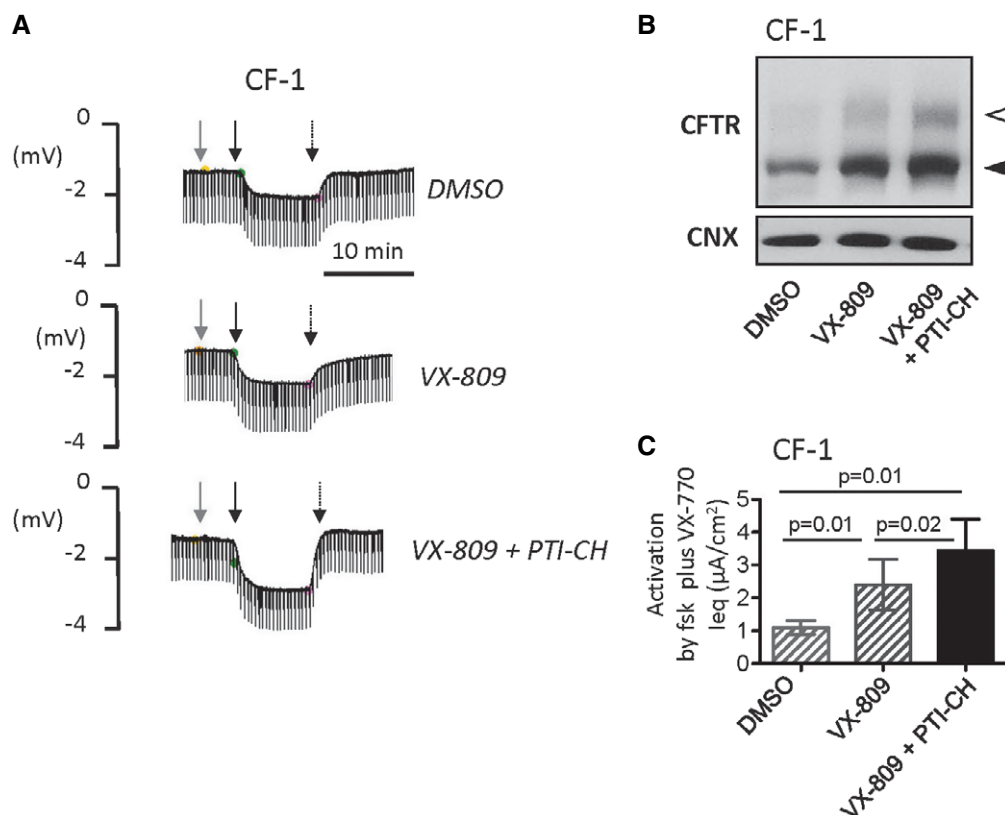 A
CF-1
0
(mV)
-2
-4
DMSO
10 min
0
(mV)
-2
-4
VX-809
0
(mV)
-2
-4
VX-809 + PTI-CH
B
CF-1
CFTR
CNX
DMSO
VX-809
VX-809
+ PTI-CH
C
CF-1
p=0.01
p=0.01
p=0.02
Activation
by fsk plus VX-770
Ieq (μA/cm²)
5
4
3
2
1
0
DMSO
VX-809
VX-809 + PTI-CH